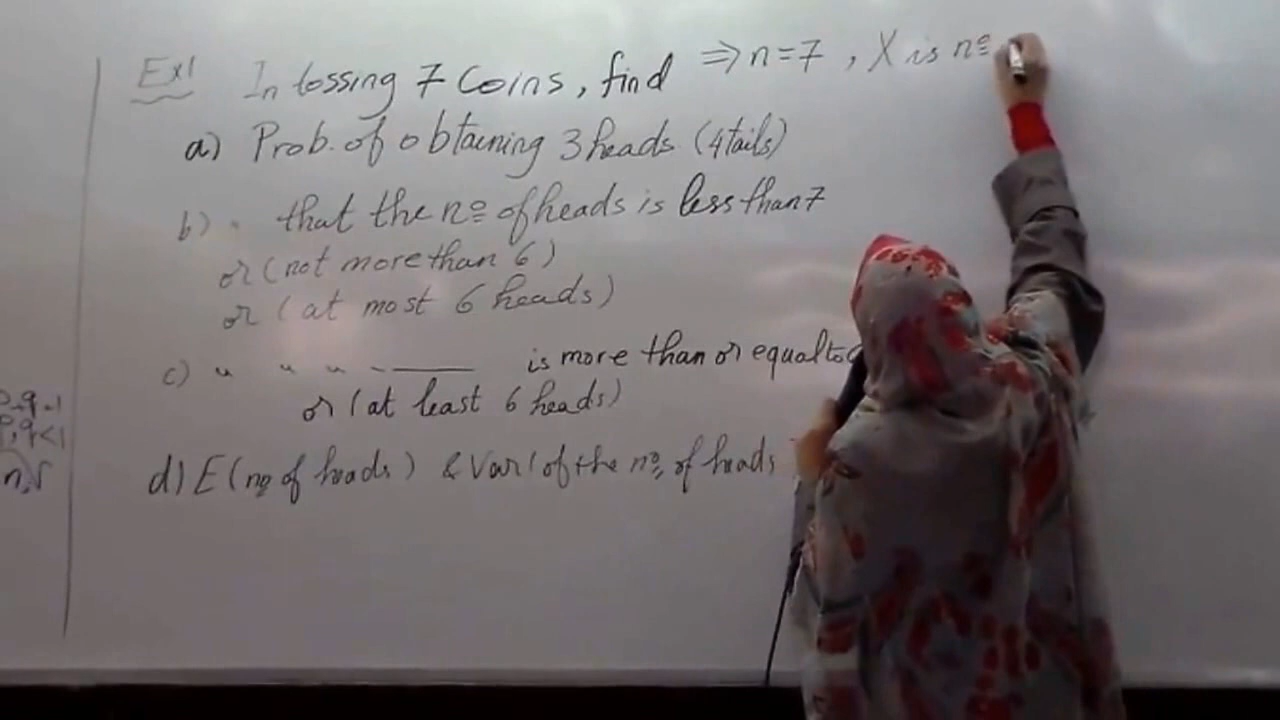 Ex1 In tossing 7 Coins, find ⇒ n = 7 , X is nº
a) Prob. of obtaining 3 heads (4 tails)
b) " that the nº of heads is less than 7
or (not more than 6)
or (at most 6 heads)
c) " " " " ______ is more than or equal to
or (at least 6 heads)
d) E (nº of heads) & Var (of the nº of heads